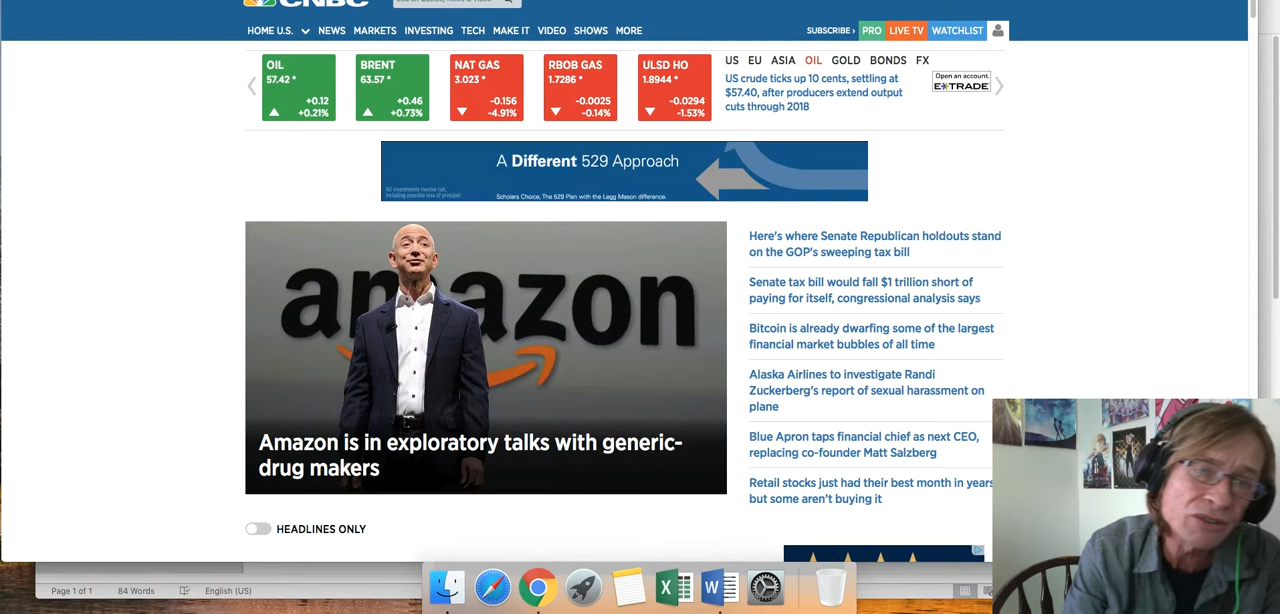 CNBC
HOME U.S. NEWS MARKETS INVESTING TECH MAKE IT VIDEO SHOWS MORE SUBSCRIBE PRO LIVE TV WATCHLIST
OIL
57.42 *
+0.12
+0.21%
BRENT
63.57 *
+0.46
+0.73%
NAT GAS
3.023 *
-0.156
-4.91%
RBOB GAS
1.7286 *
-0.0025
-0.14%
ULSD HO
1.8944 *
-0.0294
-1.53%
US EU ASIA OIL GOLD BONDS FX
US crude ticks up 10 cents, settling at
$57.40, after producers extend output
cuts through 2018
Open an account.
E*TRADE
A Different 529 Approach
All investments involve risk,
including possible loss of principal.
Scholars Choice, The 529 Plan with the Legg Mason difference.
amazon
Amazon is in exploratory talks with generic-
drug makers
Here's where Senate Republican holdouts stand
on the GOP's sweeping tax bill
Senate tax bill would fall $1 trillion short of
paying for itself, congressional analysis says
Bitcoin is already dwarfing some of the largest
financial market bubbles of all time
Alaska Airlines to investigate Randi
Zuckerberg's report of sexual harassment on
plane
Blue Apron taps financial chief as next CEO,
replacing co-founder Matt Salzberg
Retail stocks just had their best month in years
but some aren't buying it
HEADLINES ONLY
Page 1 of 1 84 Words English (US)